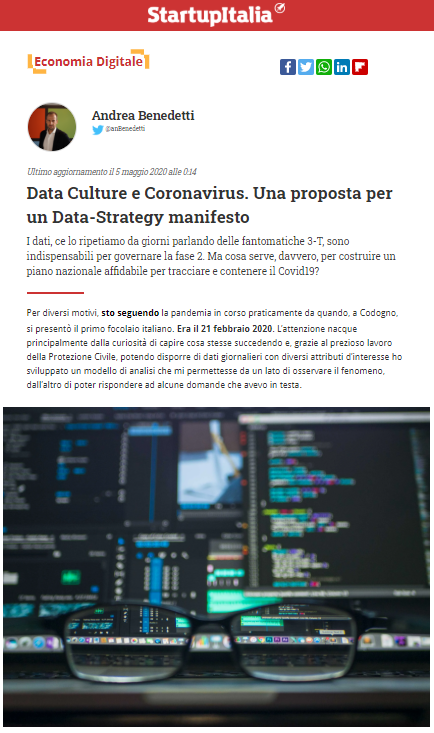 StartupItalia
Economia Digitale
Andrea Benedetti
@anBenedetti
Ultimo aggiornamento il 5 maggio 2020 alle 0:14
Data Culture e Coronavirus. Una proposta per
un Data-Strategy manifesto
I dati, ce lo ripetiamo da giorni parlando delle fantomatiche 3-T, sono
indispensabili per governare la fase 2. Ma cosa serve, davvero, per costruire un
piano nazionale affidabile per tracciare e contenere il Covid19?
Per diversi motivi, sto seguendo la pandemia in corso praticamente da quando, a Codogno,
si presentò il primo focolaio italiano. Era il 21 febbraio 2020. L'attenzione nacque
principalmente dalla curiosità di capire cosa stesse succedendo e, grazie al prezioso lavoro
della Protezione Civile, potendo disporre di dati giornalieri con diversi attributi d'interesse ho
sviluppato un modello di analisi che mi permettesse da un lato di osservare il fenomeno,
dall'altro di poter rispondere ad alcune domande che avevo in testa.